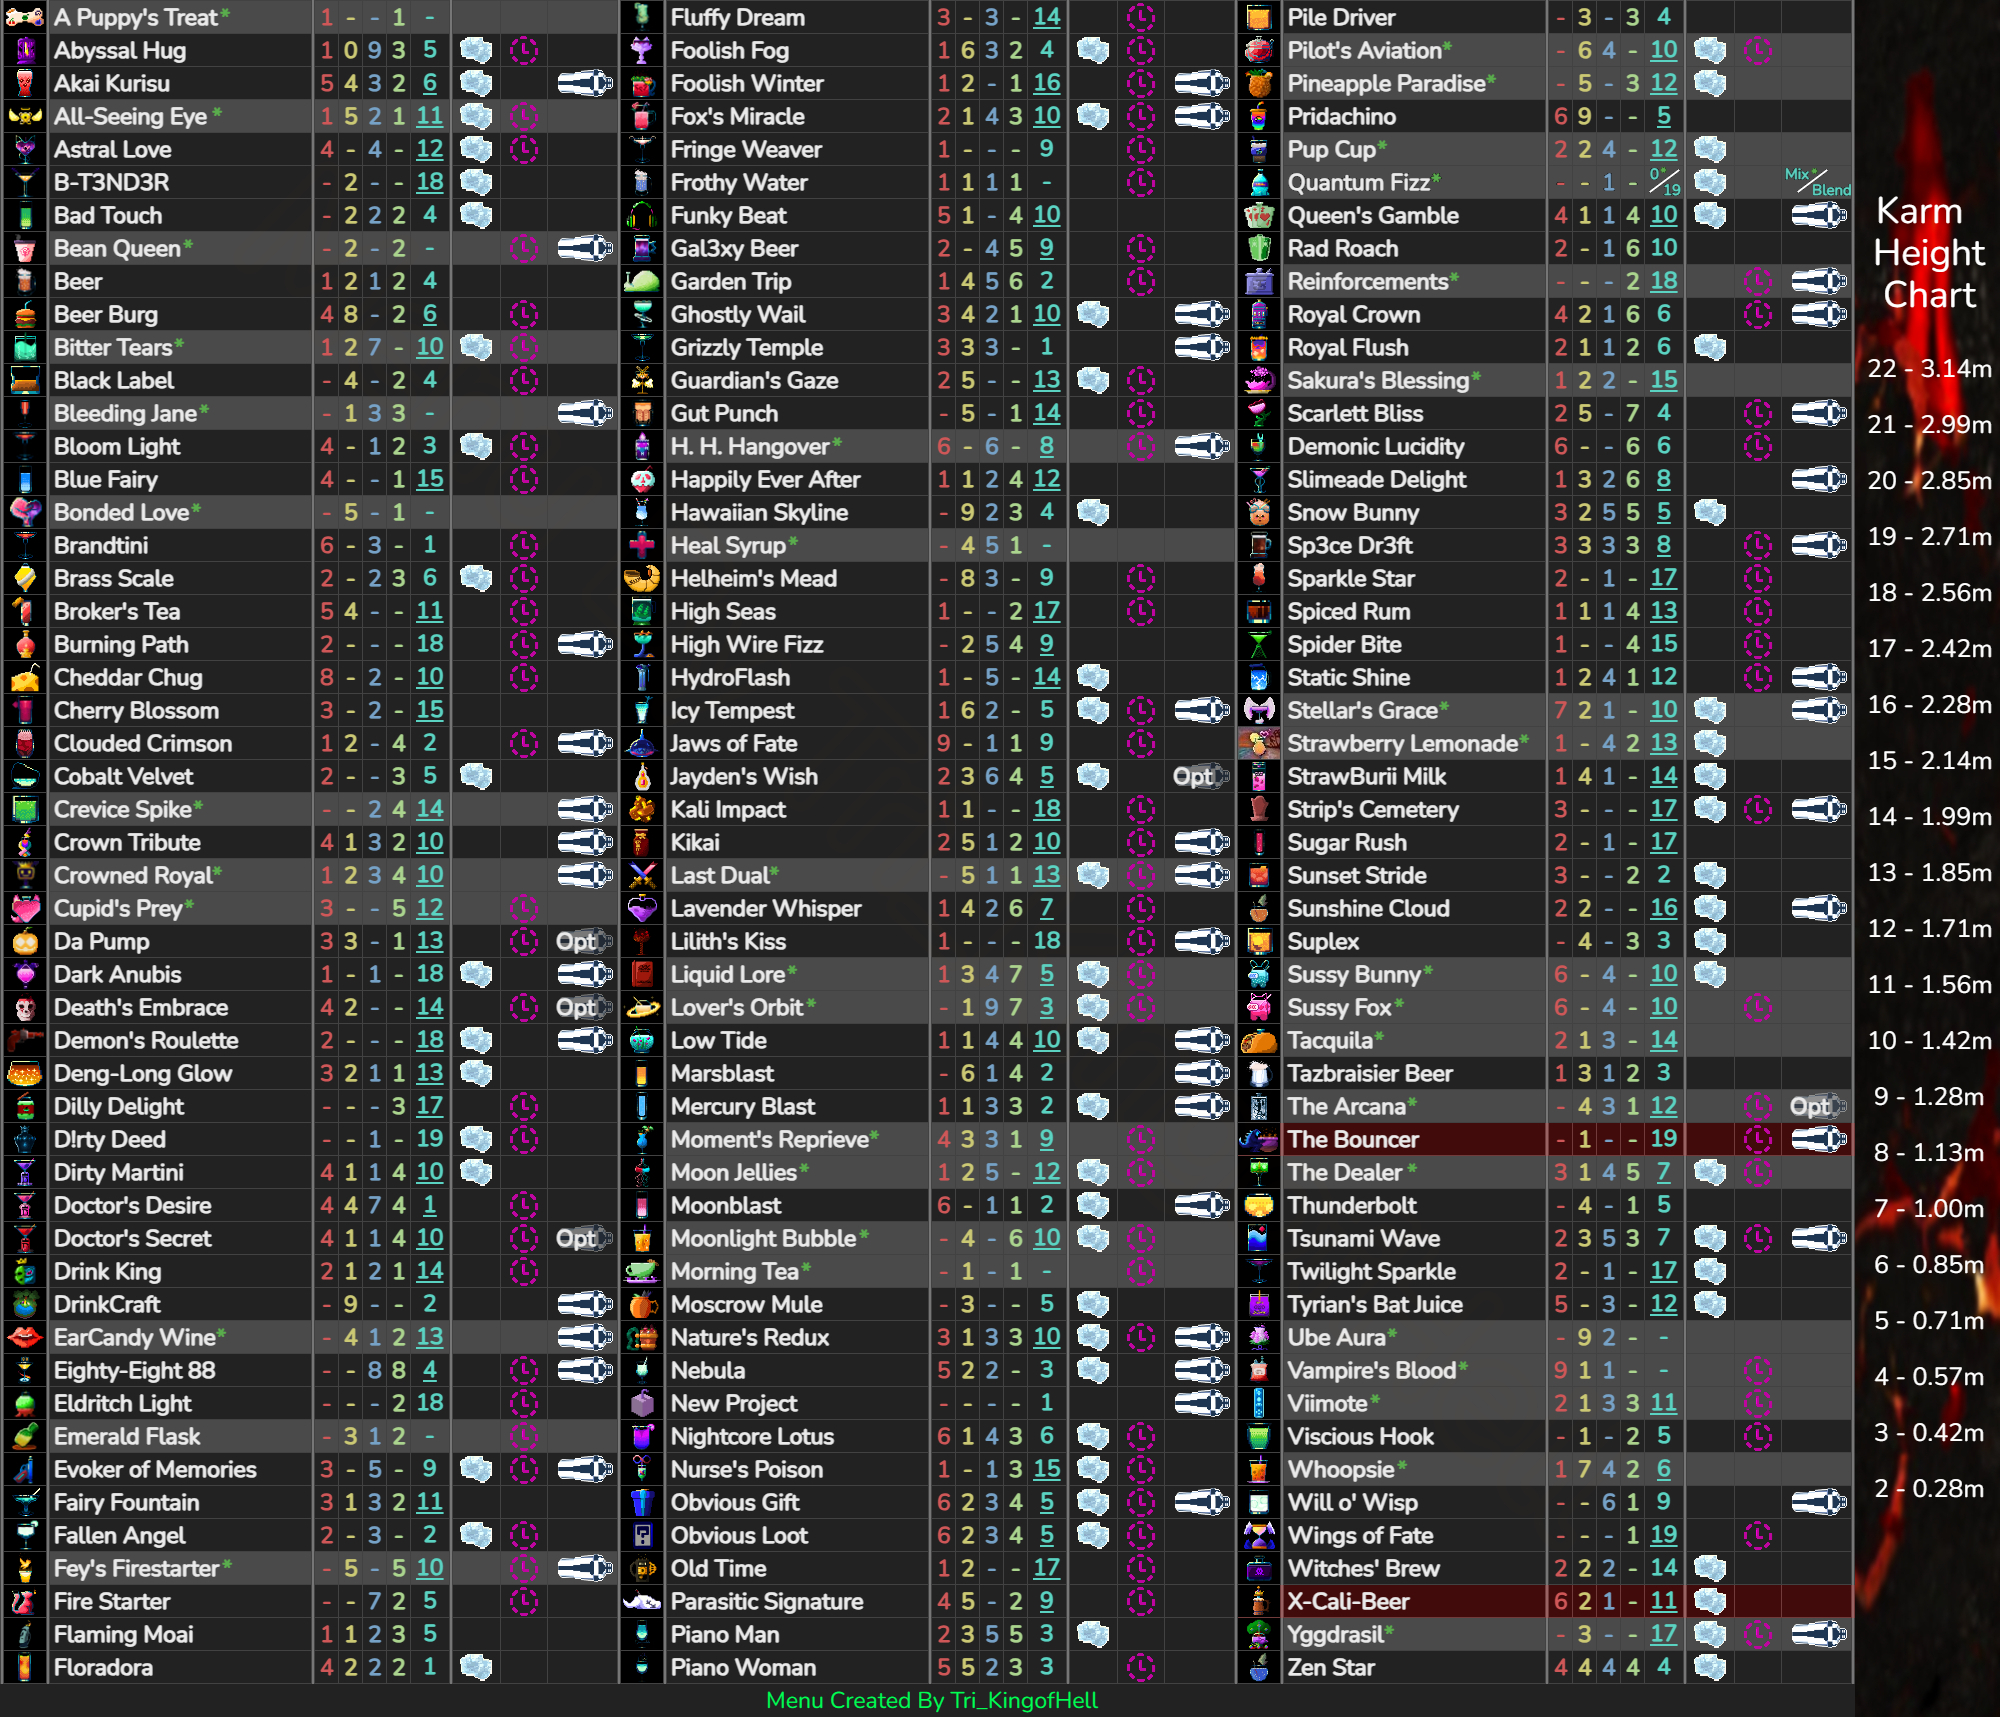 A Puppy's Treat* 1 - - 1 -
Abyssal Hug 1 0 9 3 5
Akai Kurisu 5 4 3 2 6
All-Seeing Eye* 1 5 2 1 11
Astral Love 4 - 4 - 12
B-T3ND3R - 2 - - 18
Bad Touch - 2 2 2 4
Bean Queen* - 2 - 2 -
Beer 1 2 1 2 4
Beer Burg 4 8 - 2 6
Bitter Tears* 1 2 7 - 10
Black Label - 4 - 2 4
Bleeding Jane* - 1 3 3 -
Bloom Light 4 - 1 2 3
Blue Fairy 4 - - 1 15
Bonded Love* - 5 - 1 -
Brandtini 6 - 3 - 1
Brass Scale 2 - 2 3 6
Broker's Tea 5 4 - - 11
Burning Path 2 - - - 18
Cheddar Chug 8 - 2 - 10
Cherry Blossom 3 - 2 - 15
Clouded Crimson 1 2 - 4 2
Cobalt Velvet 2 - - 3 5
Crevice Spike* - - 2 4 14
Crown Tribute 4 1 3 2 10
Crowned Royal* 1 2 3 4 10
Cupid's Prey* 3 - - 5 12
Da Pump 3 3 - 1 13 Opt
Dark Anubis 1 - 1 - 18
Death's Embrace 4 2 - - 14 Opt
Demon's Roulette 2 - - - 18
Deng-Long Glow 3 2 1 1 13
Dilly Delight - - - 3 17
D!rty Deed - - 1 - 19
Dirty Martini 4 1 1 4 10
Doctor's Desire 4 4 7 4 1
Doctor's Secret 4 1 1 4 10 Opt
Drink King 2 1 2 1 14
DrinkCraft - 9 - - 2
EarCandy Wine* - 4 1 2 13
Eighty-Eight 88 - - 8 8 4
Eldritch Light - - - 2 18
Emerald Flask - 3 1 2 -
Evoker of Memories 3 - 5 - 9
Fairy Fountain 3 1 3 2 11
Fallen Angel 2 - 3 - 2
Fey's Firestarter* - 5 - 5 10
Fire Starter - - 7 2 5
Flaming Moai 1 1 2 3 5
Floradora 4 2 2 2 1
Fluffy Dream 3 - 3 - 14
Foolish Fog 1 6 3 2 4
Foolish Winter 1 2 - 1 16
Fox's Miracle 2 1 4 3 10
Fringe Weaver 1 - - - 9
Frothy Water 1 1 1 1 -
Funky Beat 5 1 - 4 10
Gal3xy Beer 2 - 4 5 9
Garden Trip 1 4 5 6 2
Ghostly Wail 3 4 2 1 10
Grizzly Temple 3 3 3 - 1
Guardian's Gaze 2 5 - - 13
Gut Punch - 5 - 1 14
H. H. Hangover* 6 - 6 - 8
Happily Ever After 1 1 2 4 12
Hawaiian Skyline - 9 2 3 4
Heal Syrup* - 4 5 1 -
Helheim's Mead - 8 3 - 9
High Seas 1 - - 2 17
High Wire Fizz - 2 5 4 9
HydroFlash 1 - 5 - 14
Icy Tempest 1 6 2 - 5
Jaws of Fate 9 - 1 1 9
Jayden's Wish 2 3 6 4 5 Opt
Kali Impact 1 1 - - 18
Kikai 2 5 1 2 10
Last Dual* - 5 1 1 13
Lavender Whisper 1 4 2 6 7
Lilith's Kiss 1 - - - 18
Liquid Lore* 1 3 4 7 5
Lover's Orbit* - 1 9 7 3
Low Tide 1 1 4 4 10
Marsblast - 6 1 4 2
Mercury Blast 1 1 3 3 2
Moment's Reprieve* 4 3 3 1 9
Moon Jellies* 1 2 5 - 12
Moonblast 6 - 1 1 2
Moonlight Bubble* - 4 - 6 10
Morning Tea* - 1 - 1 -
Moscrow Mule - 3 - - 5
Nature's Redux 3 1 3 3 10
Nebula 5 2 2 - 3
New Project - - - - 1
Nightcore Lotus 6 1 4 3 6
Nurse's Poison 1 - 1 3 15
Obvious Gift 6 2 3 4 5
Obvious Loot 6 2 3 4 5
Old Time 1 2 - - 17
Parasitic Signature 4 5 - 2 9
Piano Man 2 3 5 5 3
Piano Woman 5 5 2 3 3
Pile Driver - 3 - 3 4
Pilot's Aviation* - 6 4 - 10
Pineapple Paradise* - 5 - 3 12
Pridachino 6 9 - - 5
Pup Cup* 2 2 4 - 12
Quantum Fizz* - - 1 - 0*/19 Mix*/Blend
Queen's Gamble 4 1 1 4 10
Rad Roach 2 - 1 6 10
Reinforcements* - - - 2 18
Royal Crown 4 2 1 6 6
Royal Flush 2 1 1 2 6
Sakura's Blessing* 1 2 2 - 15
Scarlett Bliss 2 5 - 7 4
Demonic Lucidity 6 - - 6 6
Slimeade Delight 1 3 2 6 8
Snow Bunny 3 2 5 5 5
Sp3ce Dr3ft 3 3 3 3 8
Sparkle Star 2 - 1 - 17
Spiced Rum 1 1 1 4 13
Spider Bite 1 - - 4 15
Static Shine 1 2 4 1 12
Stellar's Grace* 7 2 1 - 10
Strawberry Lemonade* 1 - 4 2 13
StrawBurii Milk 1 4 1 - 14
Strip's Cemetery 3 - - - 17
Sugar Rush 2 - 1 - 17
Sunset Stride 3 - - 2 2
Sunshine Cloud 2 2 - - 16
Suplex - 4 - 3 3
Sussy Bunny* 6 - 4 - 10
Sussy Fox* 6 - 4 - 10
Tacquila* 2 1 3 - 14
Tazbraisier Beer 1 3 1 2 3
The Arcana* - 4 3 1 12 Opt
The Bouncer - 1 - - 19
The Dealer* 3 1 4 5 7
Thunderbolt - 4 - 1 5
Tsunami Wave 2 3 5 3 7
Twilight Sparkle 2 - 1 - 17
Tyrian's Bat Juice 5 - 3 - 12
Ube Aura* - 9 2 - -
Vampire's Blood* 9 1 1 - -
Viimote* 2 1 3 3 11
Viscious Hook - 1 - 2 5
Whoopsie* 1 7 4 2 6
Will o' Wisp - - 6 1 9
Wings of Fate - - - 1 19
Witches' Brew 2 2 2 - 14
X-Cali-Beer 6 2 1 - 11
Yggdrasil* - 3 - - 17
Zen Star 4 4 4 4 4
Karm
Height
Chart
22 - 3.14m
21 - 2.99m
20 - 2.85m
19 - 2.71m
18 - 2.56m
17 - 2.42m
16 - 2.28m
15 - 2.14m
14 - 1.99m
13 - 1.85m
12 - 1.71m
11 - 1.56m
10 - 1.42m
9 - 1.28m
8 - 1.13m
7 - 1.00m
6 - 0.85m
5 - 0.71m
4 - 0.57m
3 - 0.42m
2 - 0.28m
Menu Created By Tri_KingofHell